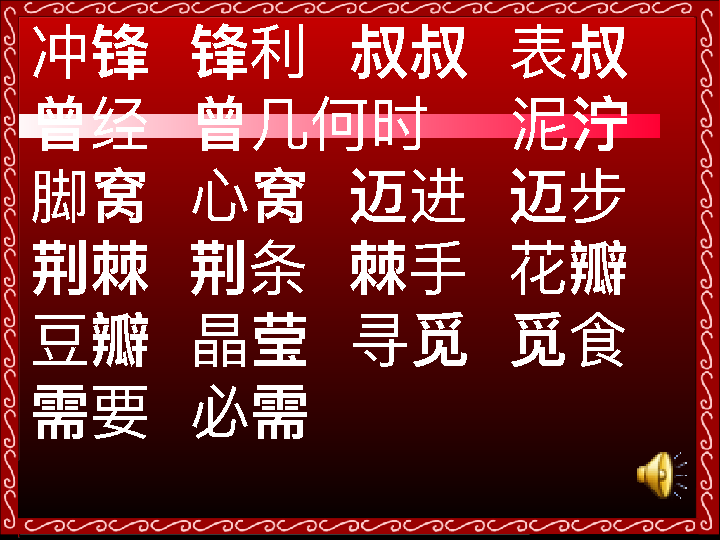 冲锋 锋利 叔叔 表叔
曾经 曾几何时 泥泞
脚窝 心窝 迈进 迈步
荆棘 荆条 棘手 花瓣
豆瓣 晶莹 寻觅 觅食
需要 必需